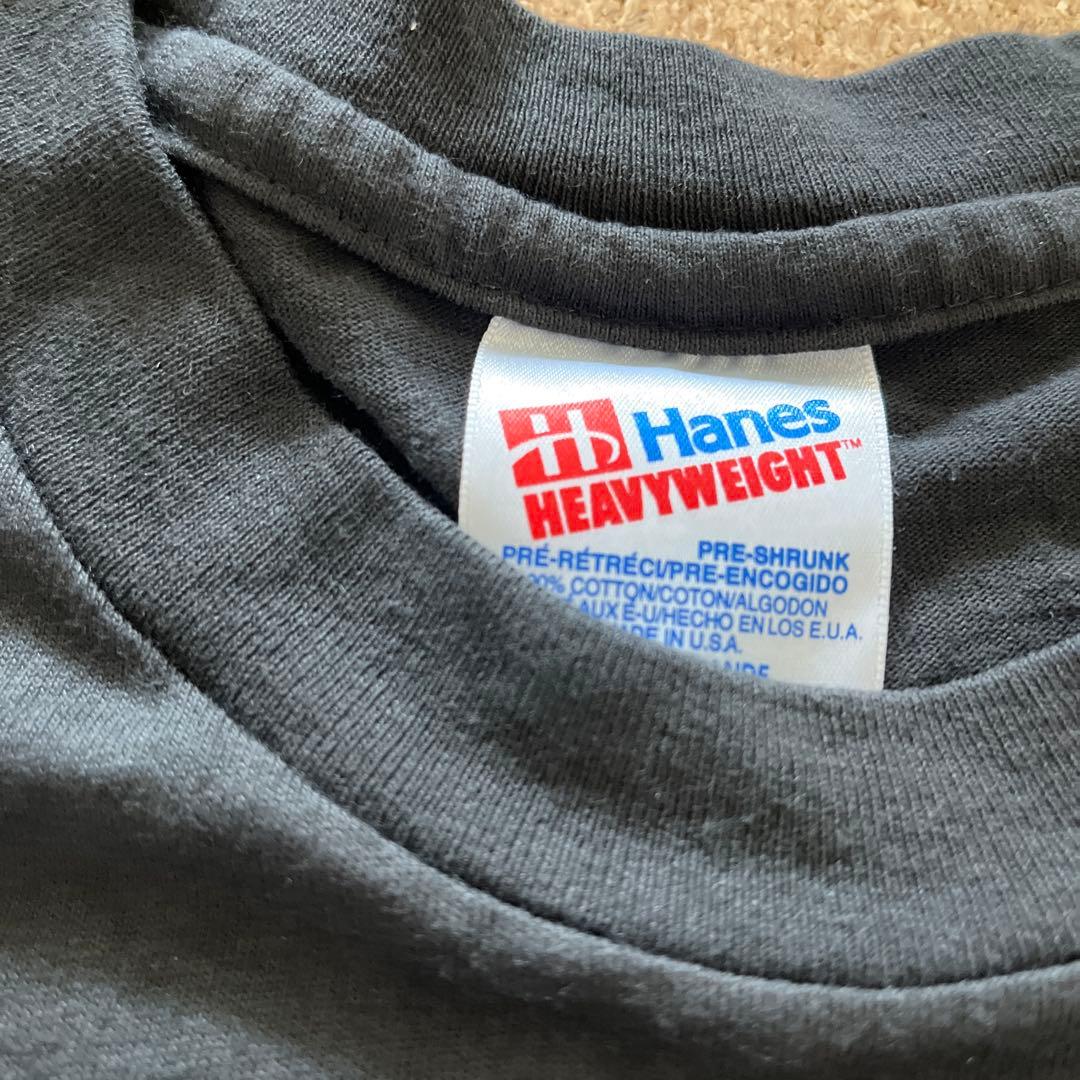 Hanes
HEAVYWEIGHT™
PRE-SHRUNK
PRÉ-RÉTRÉCI/PRE-ENCOGIDO
COTTON/COTON/ALGODON
AUX E-U/HECHO EN LOS E.U.A.
IN U.S.A.